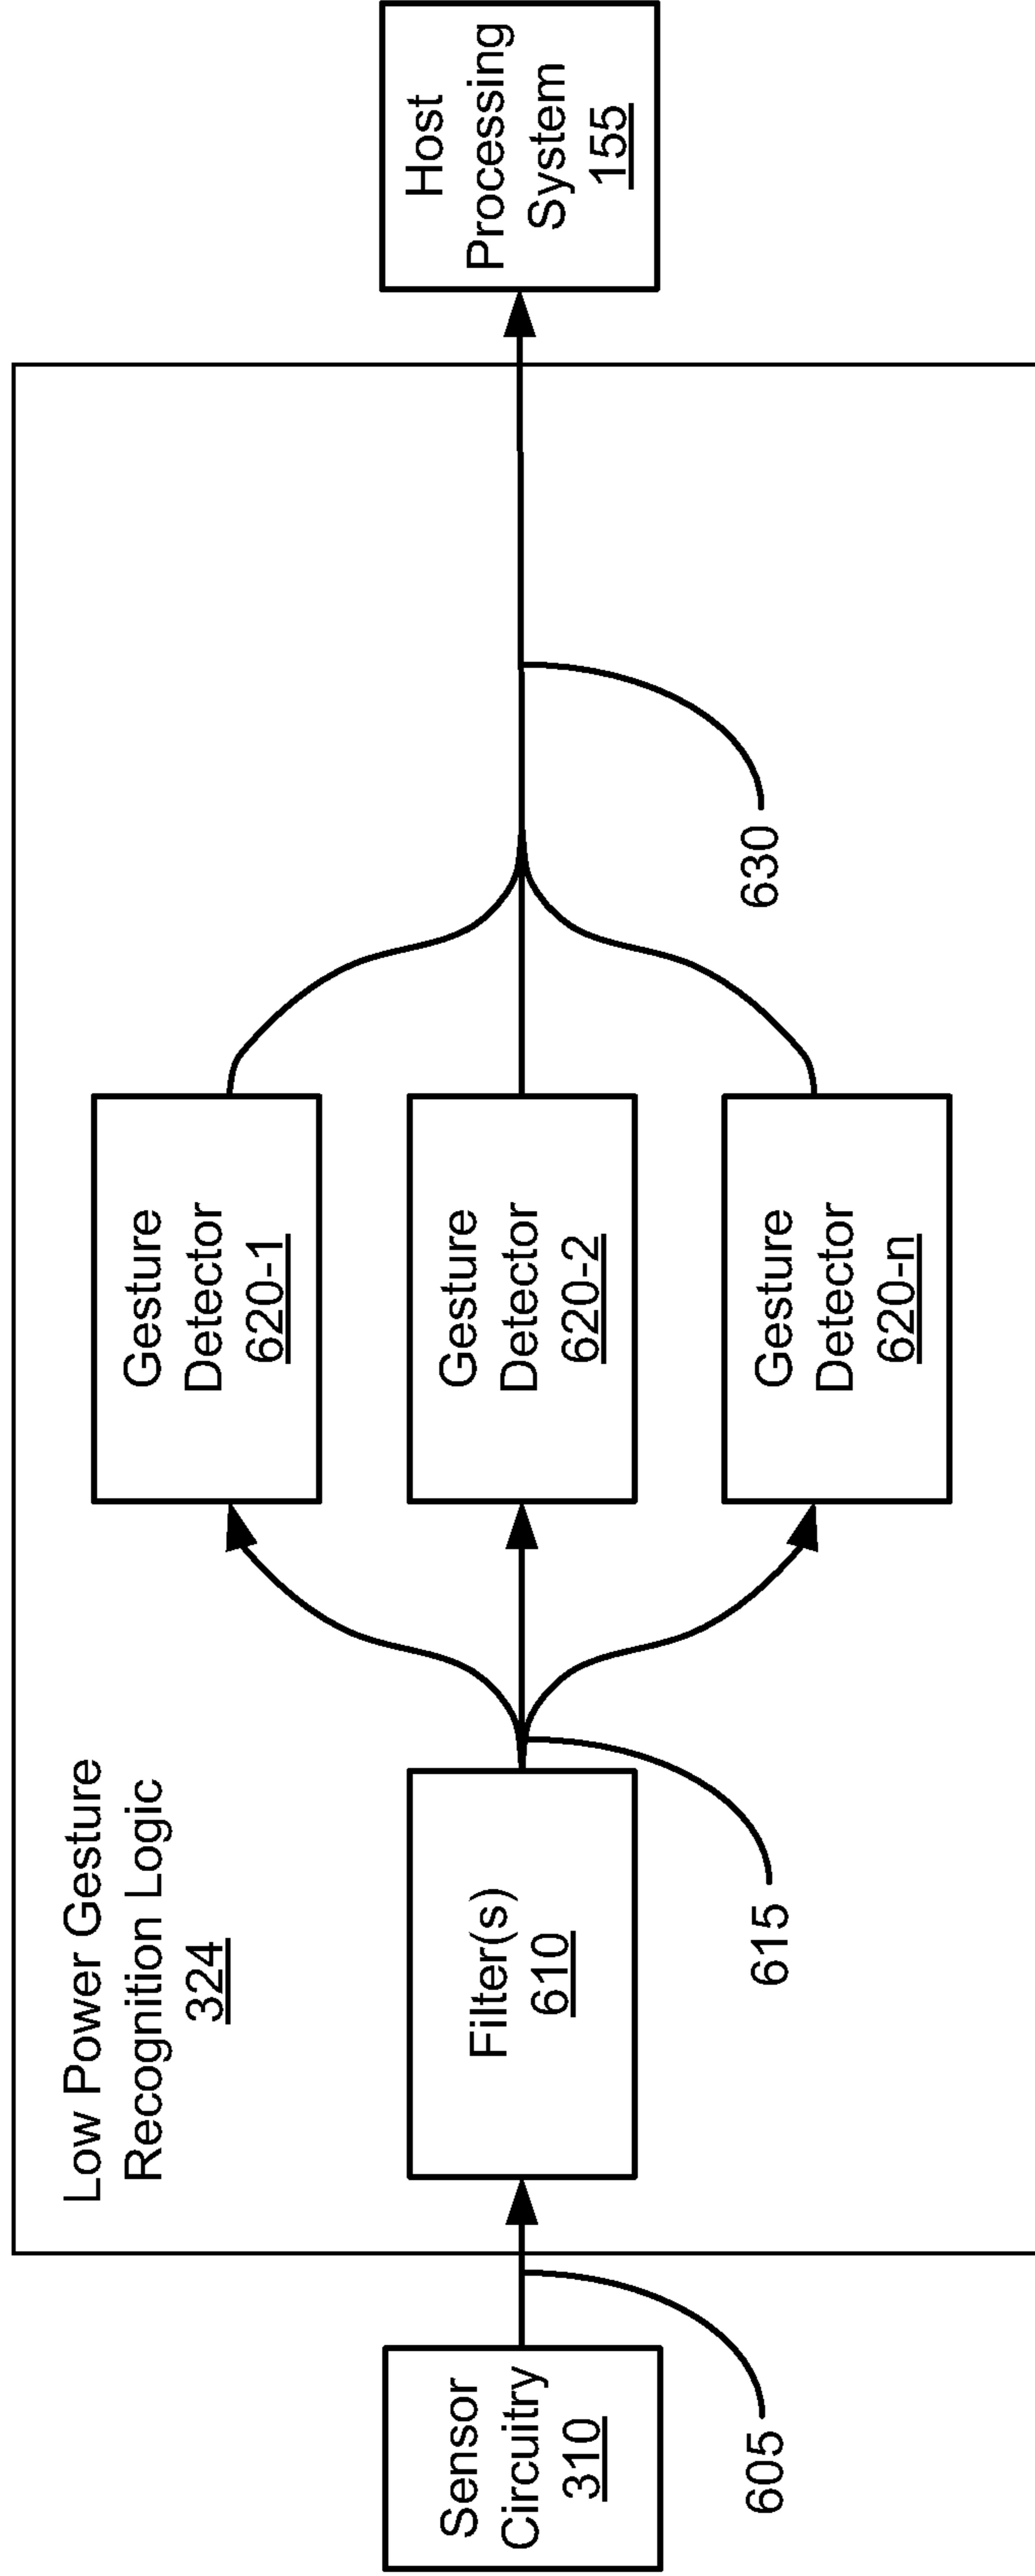 Low Power Gesture
Recognition Logic
324
Sensor
Circuitry
310
605
Filter(s)
610
615
Gesture
Detector
620-1
Gesture
Detector
620-2
Gesture
Detector
620-n
630
Host
Processing
System
155